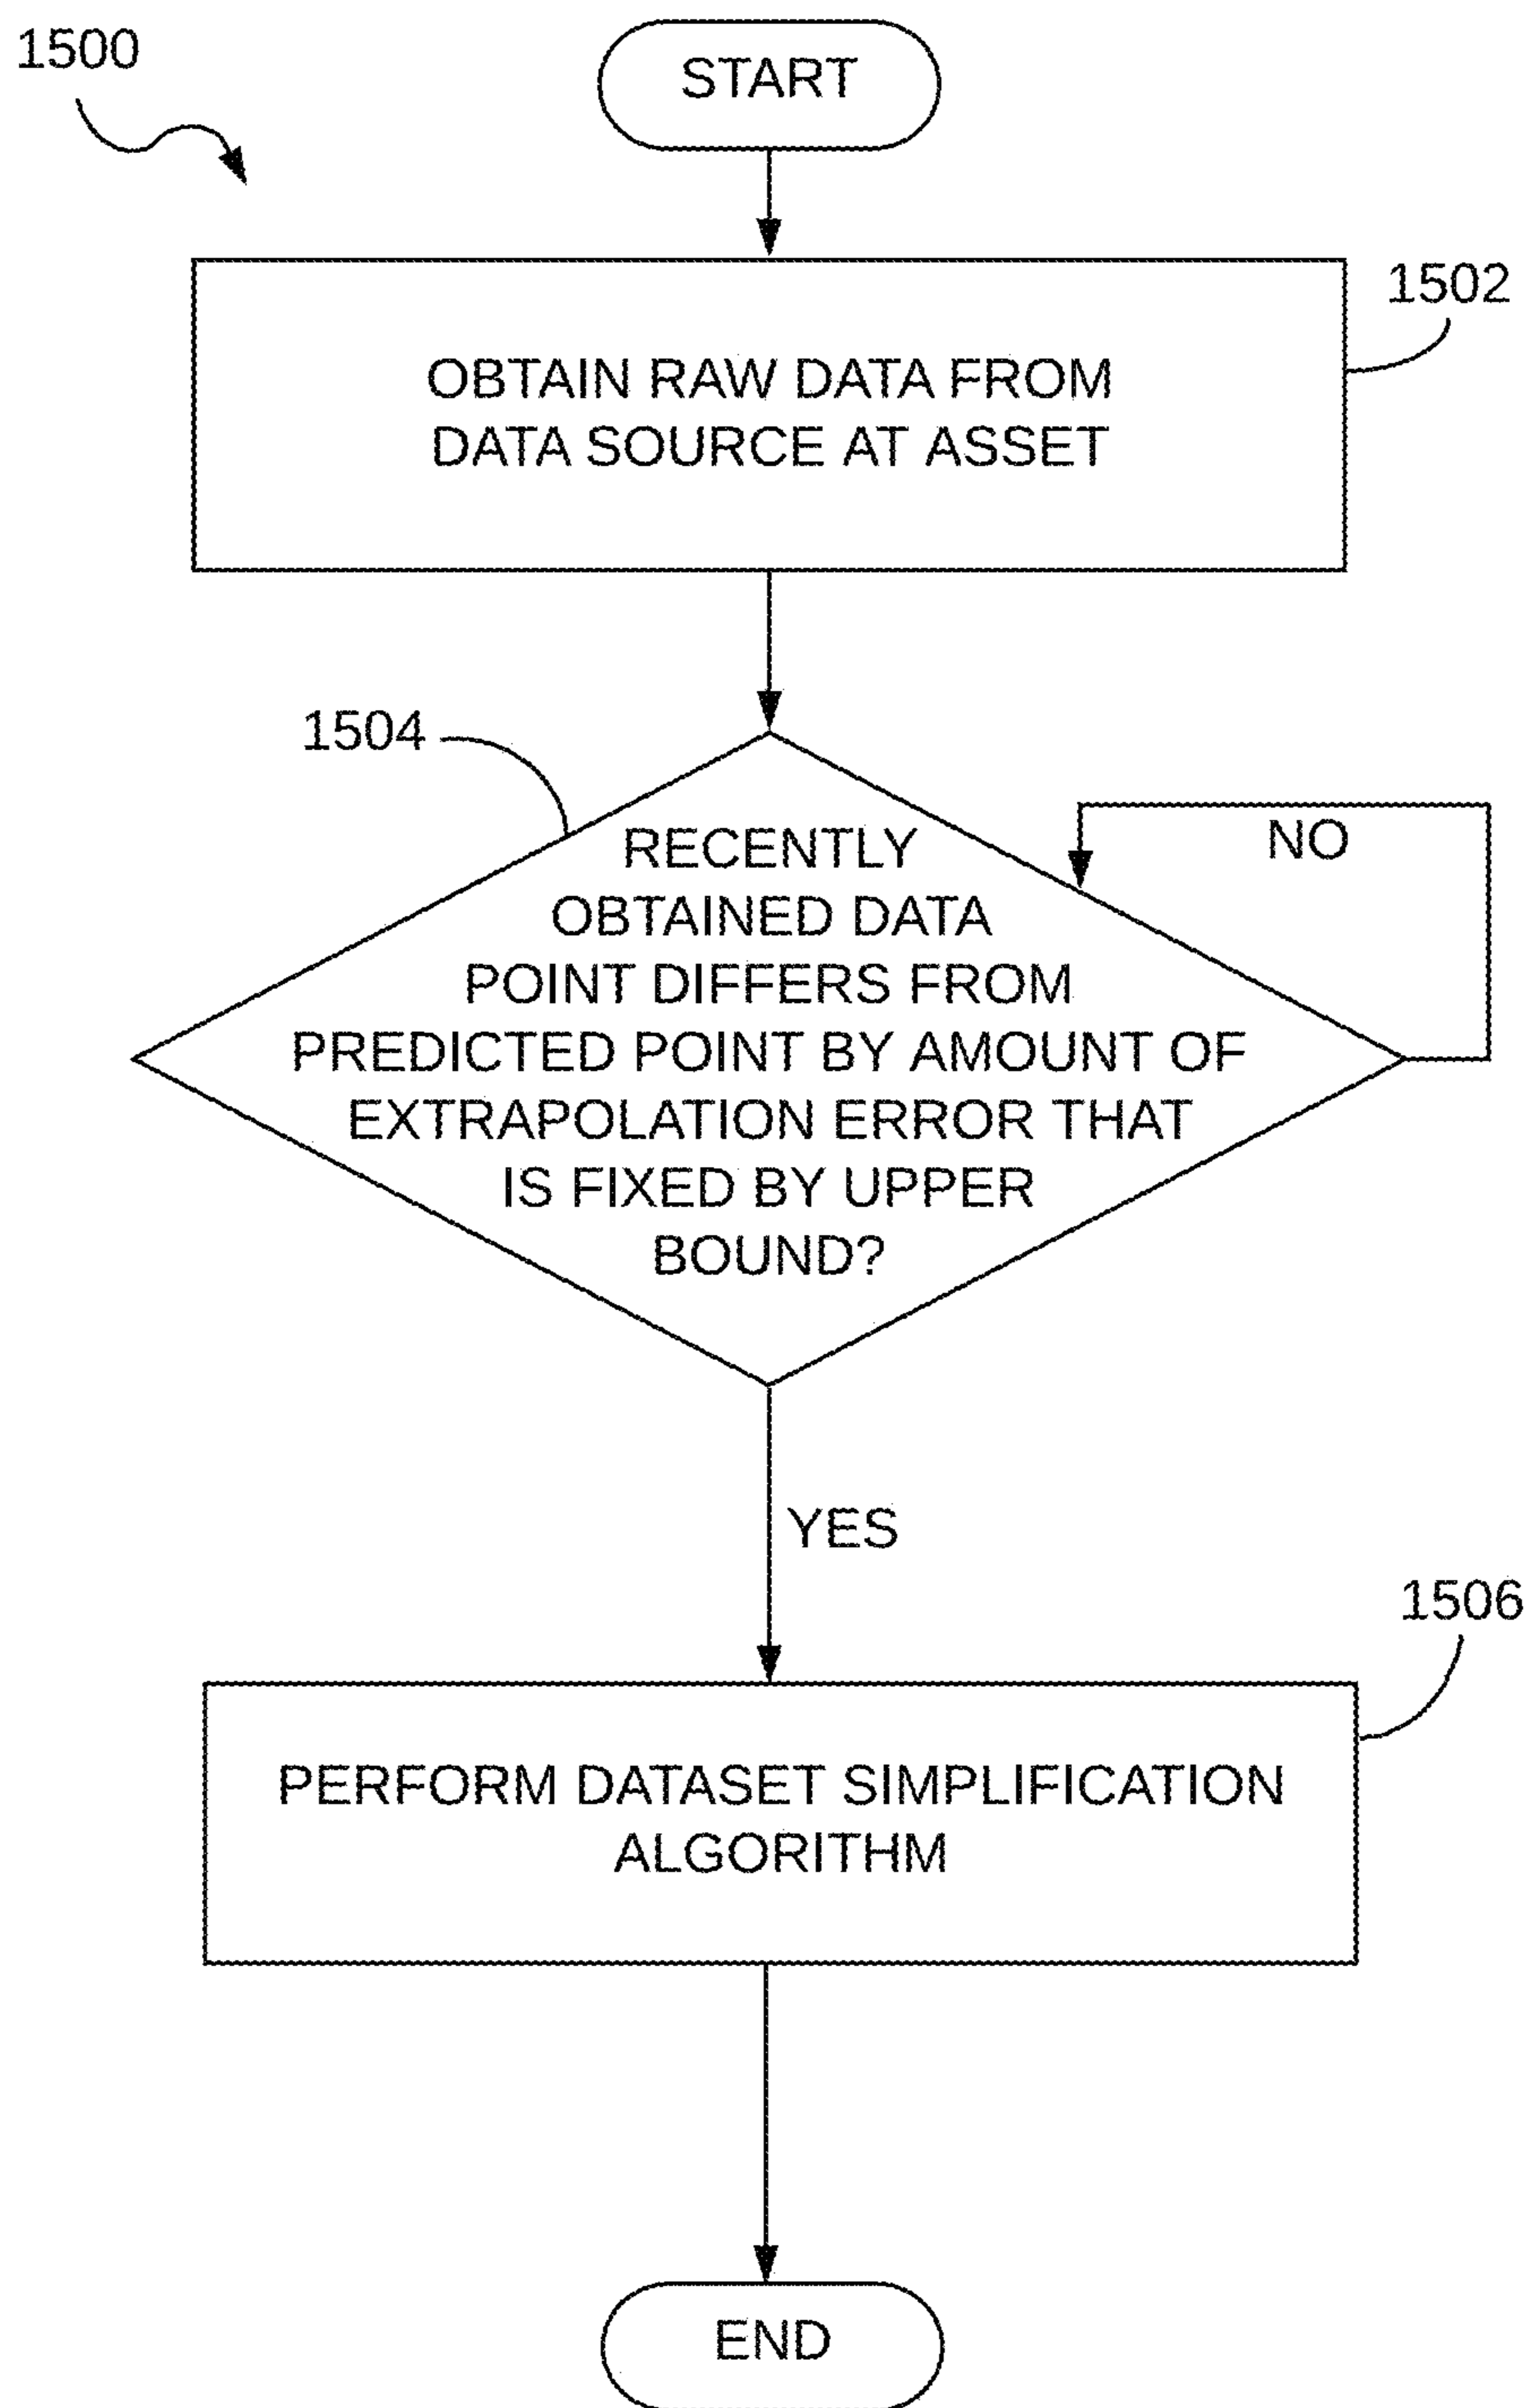 1500
START
1502
OBTAIN RAW DATA FROM
DATA SOURCE AT ASSET
1504
RECENTLY
OBTAINED DATA
POINT DIFFERS FROM
PREDICTED POINT BY AMOUNT OF
EXTRAPOLATION ERROR THAT
IS FIXED BY UPPER
BOUND?
NO
YES
1506
PERFORM DATASET SIMPLIFICATION
ALGORITHM
END